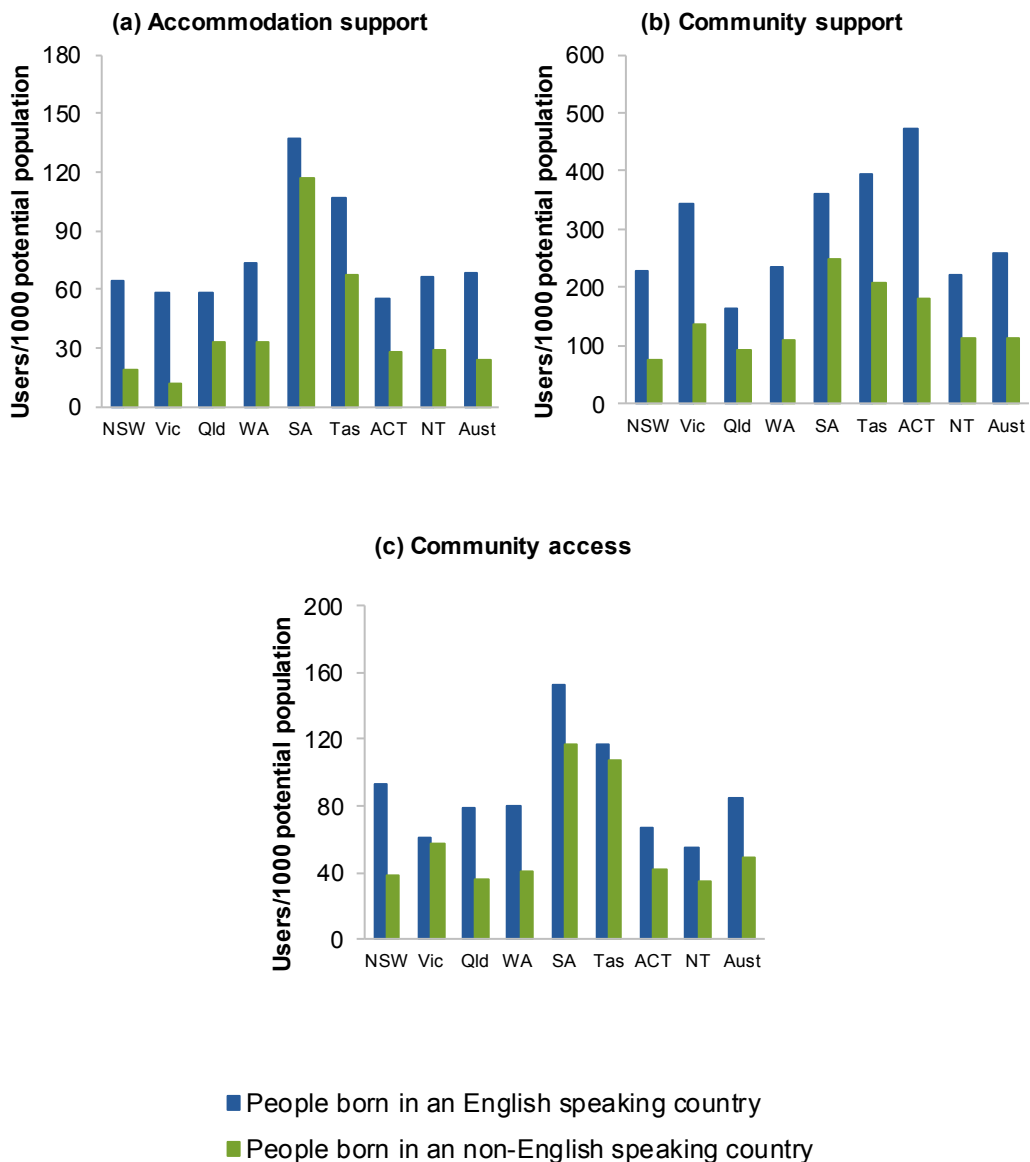 (a) Accommodation support
Users/1000 potential population
180
150
120
90
60
30
0
NSW Vic Qld WA SA Tas ACT NT Aust
(b) Community support
Users/1000 potential population
600
500
400
300
200
100
0
NSW Vic Qld WA SA Tas ACT NT Aust
(c) Community access
Users/1000 potential population
200
160
120
80
40
0
NSW Vic Qld WA SA Tas ACT NT Aust
People born in an English speaking country
People born in an non-English speaking country